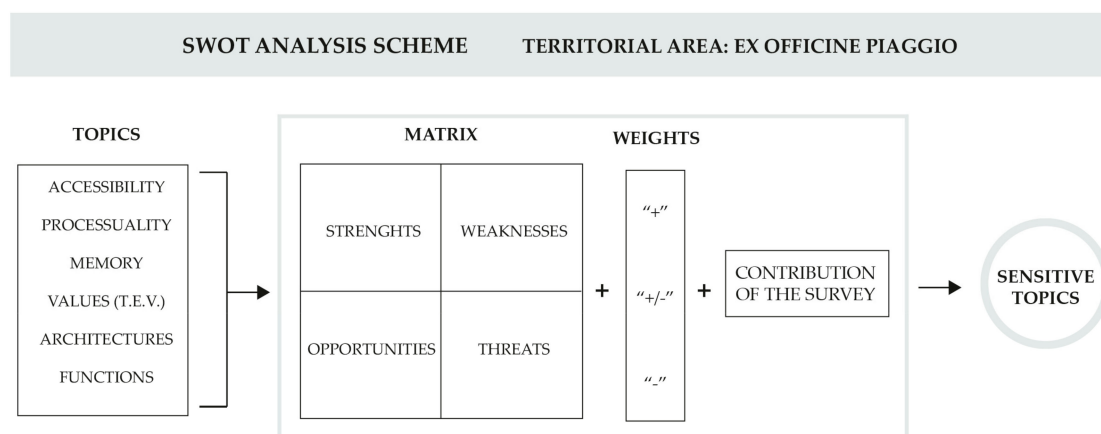 SWOT ANALYSIS SCHEME TERRITORIAL AREA: EX OFFICINE PIAGGIO
TOPICS
ACCESSIBILITY
PROCESSUALITY
MEMORY
VALUES (T.E.V.)
ARCHITECTURES
FUNCTIONS
MATRIX
STRENGHTS
WEAKNESSES
OPPORTUNITIES
THREATS
+
WEIGHTS
“+”
“+/-”
“-”
+
CONTRIBUTION
OF THE SURVEY
SENSITIVE
TOPICS